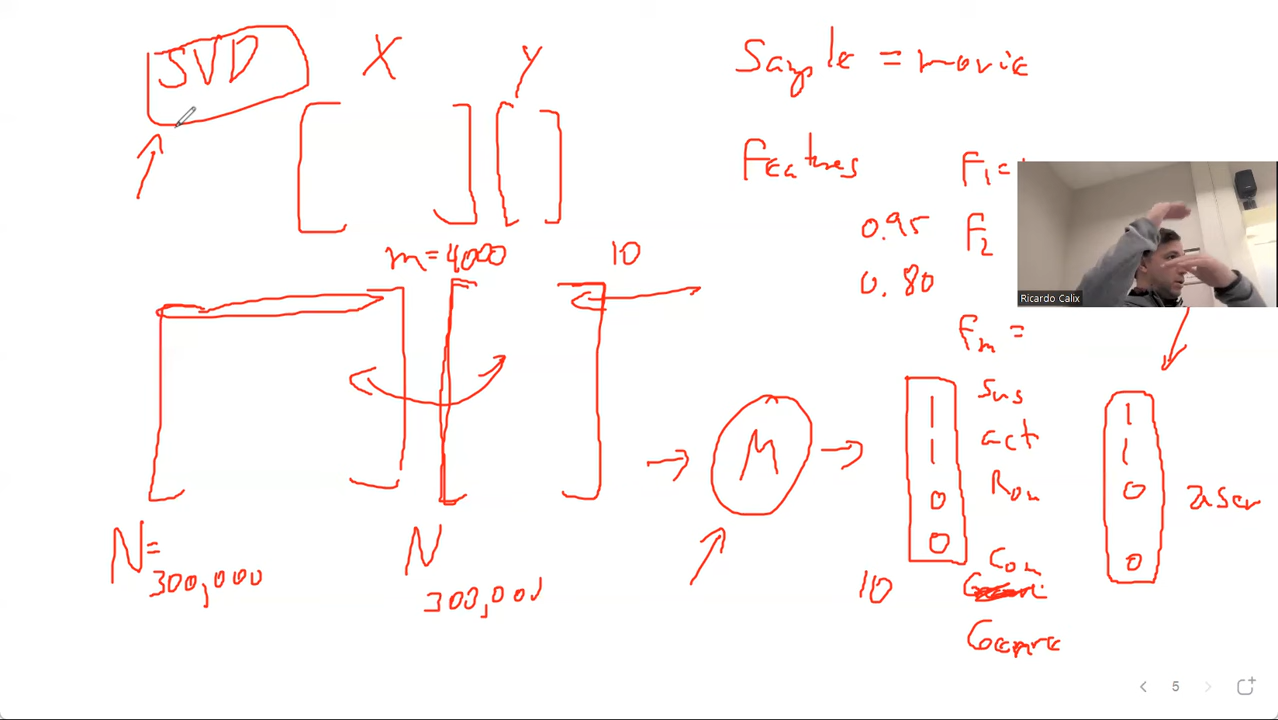 SVD X Y
Sample = movie
Features F1 =
0.95 F2
0.80
Ricardo Calix
m = 4000 10
Fm =
M
1 sus
1 act
0 Rom
0 Com
10
Genre
1
1
0
0
user
N =
300,000
N
300,000
5